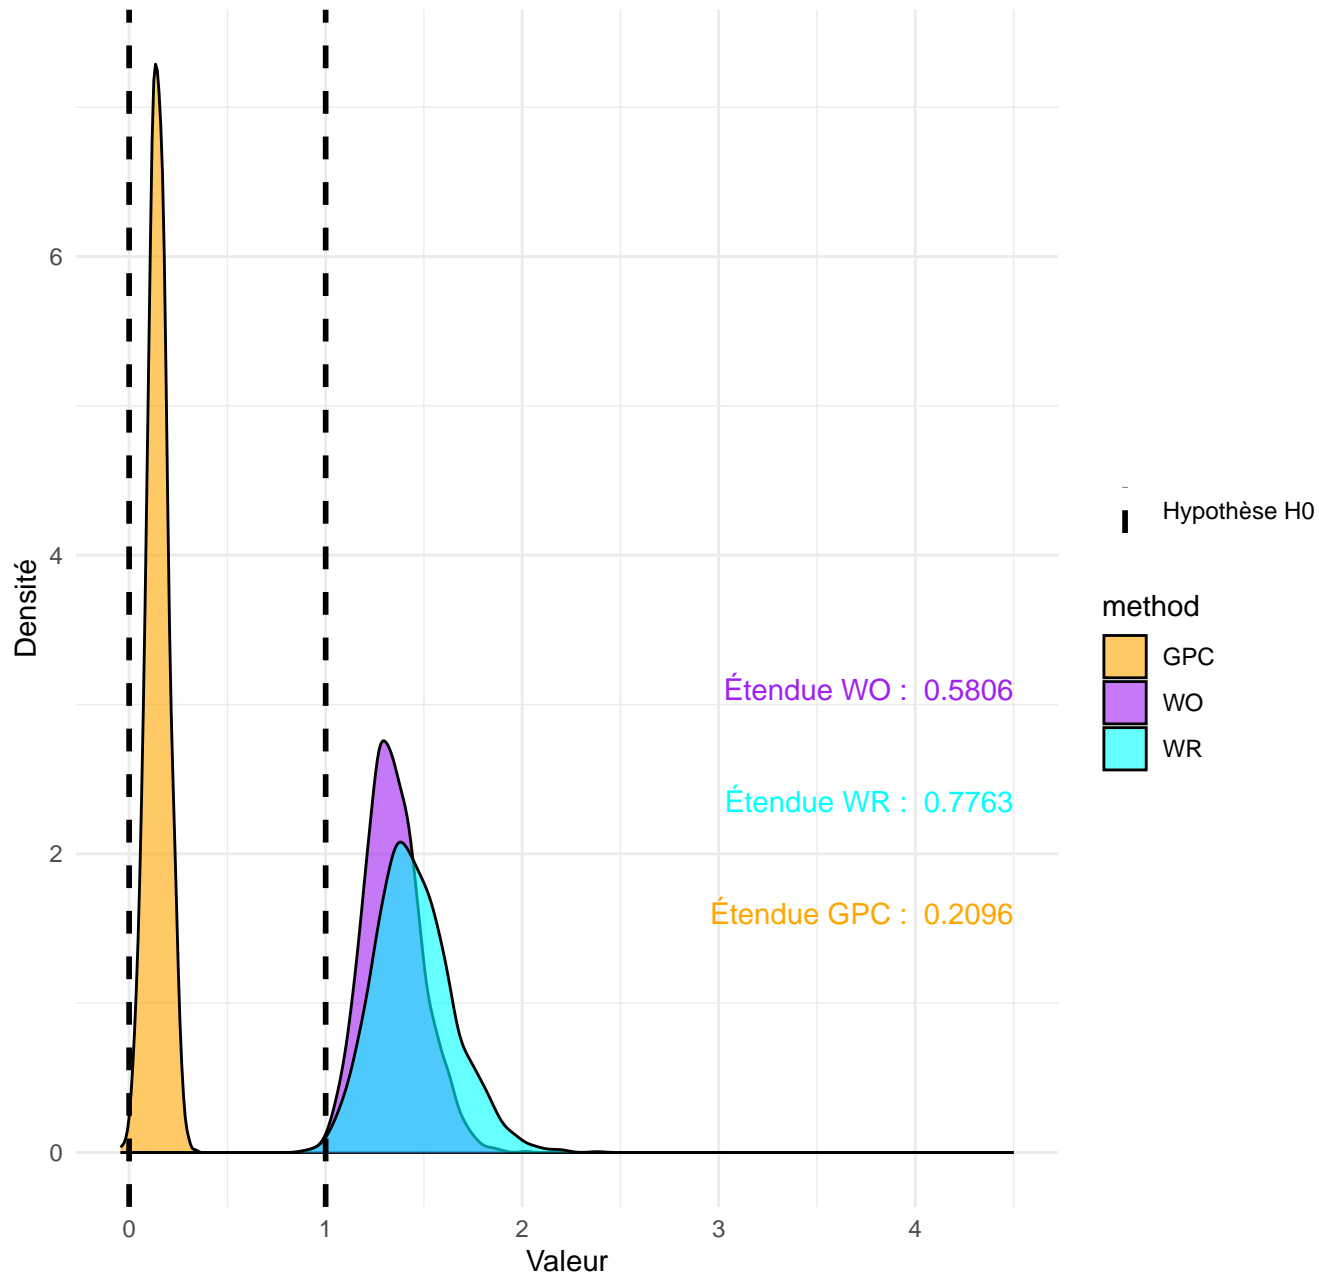 Densité
6
4
2
0
0
1
2
3
4
Valeur
Étendue WO : 0.5806
Étendue WR : 0.7763
Étendue GPC : 0.2096
Hypothèse H0
method
GPC
WO
WR